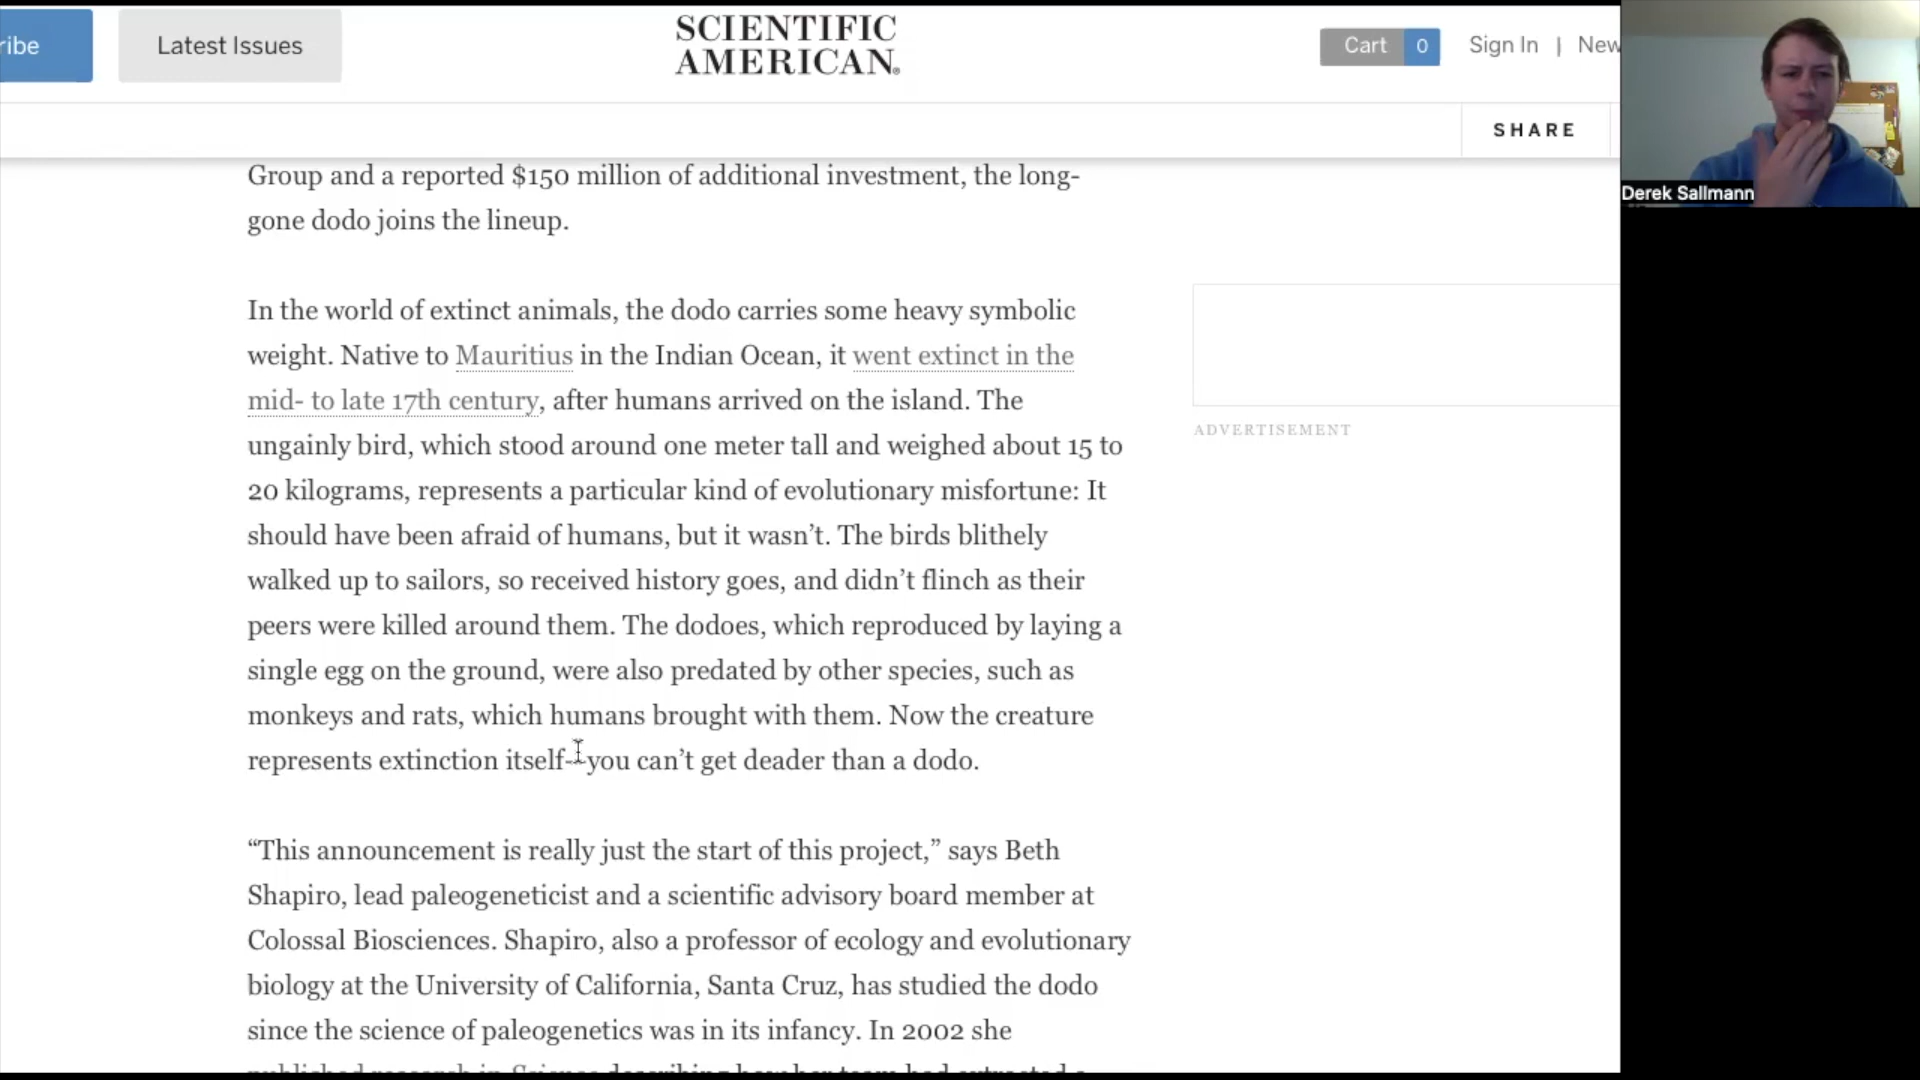 ribe
Latest Issues
SCIENTIFIC
AMERICAN®
Cart 0
Sign In | New
SHARE
Derek Sallmann
Group and a reported $150 million of additional investment, the long-
gone dodo joins the lineup.
In the world of extinct animals, the dodo carries some heavy symbolic
weight. Native to Mauritius in the Indian Ocean, it went extinct in the
mid- to late 17th century, after humans arrived on the island. The
ungainly bird, which stood around one meter tall and weighed about 15 to
20 kilograms, represents a particular kind of evolutionary misfortune: It
should have been afraid of humans, but it wasn’t. The birds blithely
walked up to sailors, so received history goes, and didn’t flinch as their
peers were killed around them. The dodoes, which reproduced by laying a
single egg on the ground, were also predated by other species, such as
monkeys and rats, which humans brought with them. Now the creature
represents extinction itself—you can’t get deader than a dodo.
ADVERTISEMENT
“This announcement is really just the start of this project,” says Beth
Shapiro, lead paleogeneticist and a scientific advisory board member at
Colossal Biosciences. Shapiro, also a professor of ecology and evolutionary
biology at the University of California, Santa Cruz, has studied the dodo
since the science of paleogenetics was in its infancy. In 2002 she
published research in Science describing how her team had extracted a